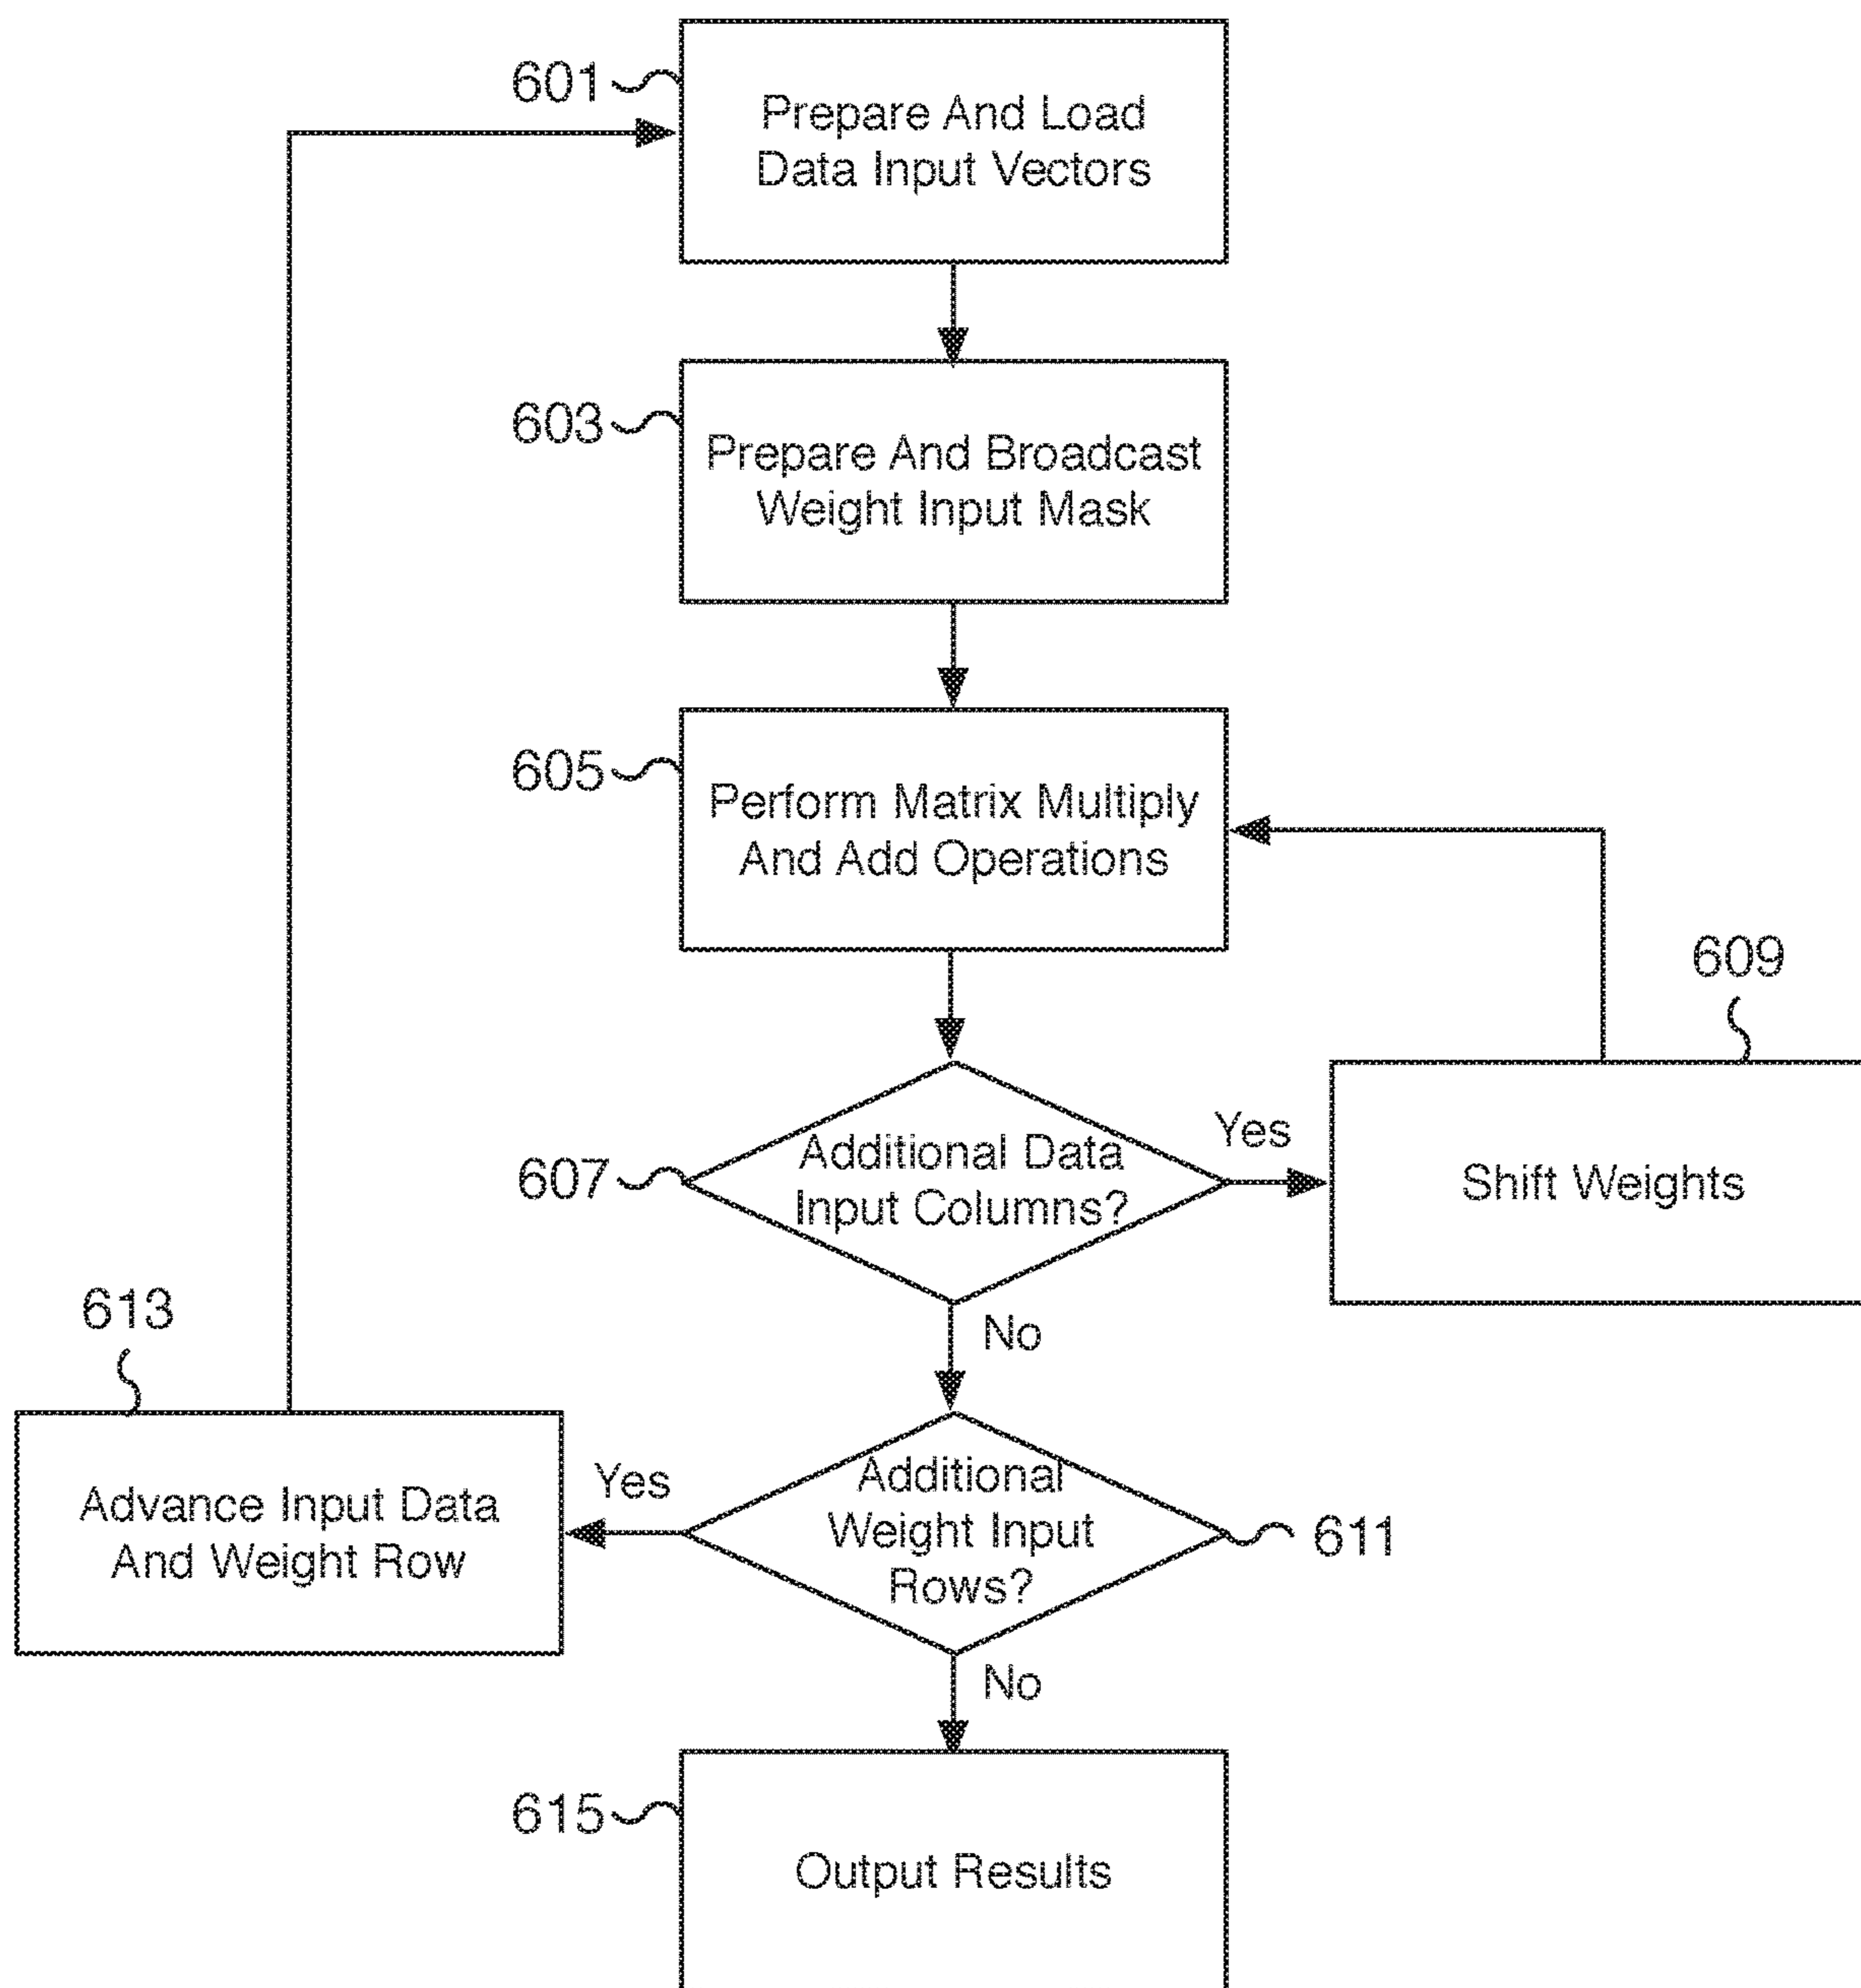 601
Prepare And Load
Data Input Vectors
603
Prepare And Broadcast
Weight Input Mask
605
Perform Matrix Multiply
And Add Operations
609
607
Additional Data
Input Columns?
Yes
Shift Weights
No
613
Advance Input Data
And Weight Row
Yes
Additional
Weight Input
Rows?
611
No
615
Output Results